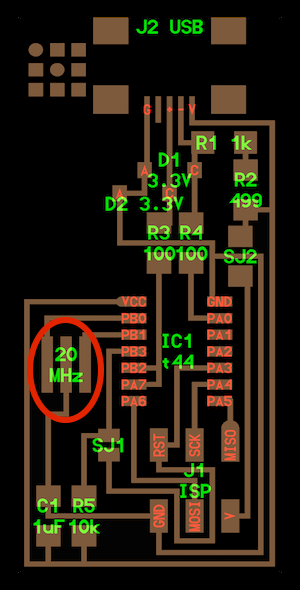 J2 USB
G + - V
R1 1k
D1
3.3V
A C
R2
499
A C
D2 3.3V
R3 R4
100 100
SJ2
VCC GND
PB0 PA0
PB1 PA1
IC1
PB3 PA2
t44
PB2 PA3
PA7 PA4
PA6 PA5
20
MHz
SJ1
RST SCK MISO
J1
ISP
C1 R5
1uF 10k
GND MOSI V